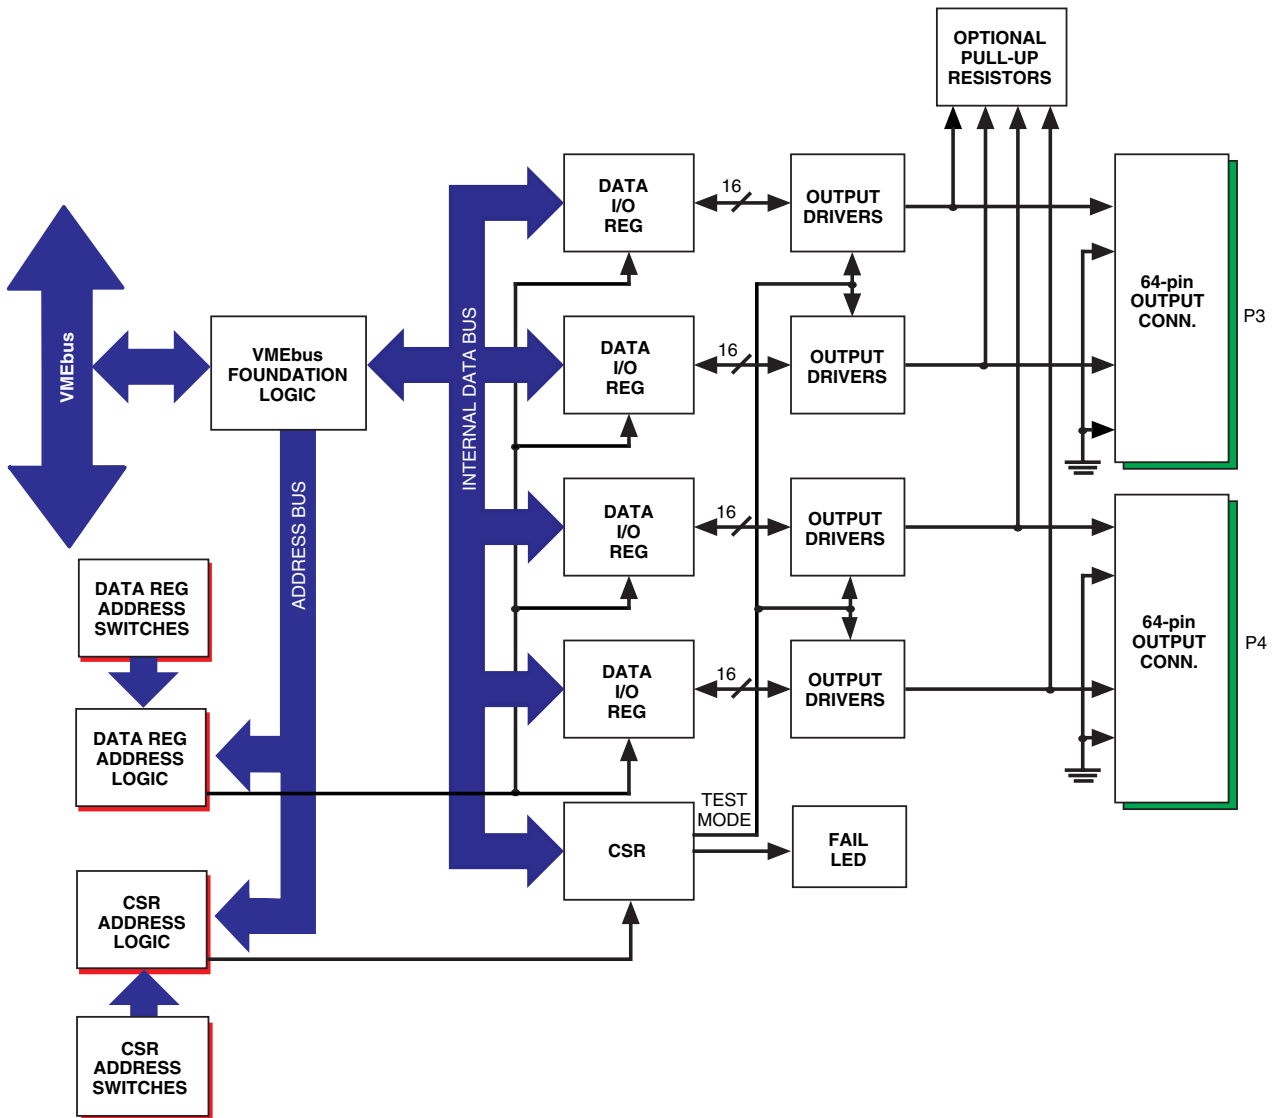 OPTIONAL
PULL-UP
RESISTORS
DATA
I/O
REG
16
OUTPUT
DRIVERS
64-pin
OUTPUT
CONN.
P3
VMEbus
VMEbus
FOUNDATION
LOGIC
INTERNAL DATA BUS
DATA
I/O
REG
16
OUTPUT
DRIVERS
ADDRESS BUS
DATA
I/O
REG
16
OUTPUT
DRIVERS
DATA REG
ADDRESS
SWITCHES
DATA
I/O
REG
16
OUTPUT
DRIVERS
64-pin
OUTPUT
CONN.
P4
DATA REG
ADDRESS
LOGIC
TEST
MODE
CSR
FAIL
LED
CSR
ADDRESS
LOGIC
CSR
ADDRESS
SWITCHES